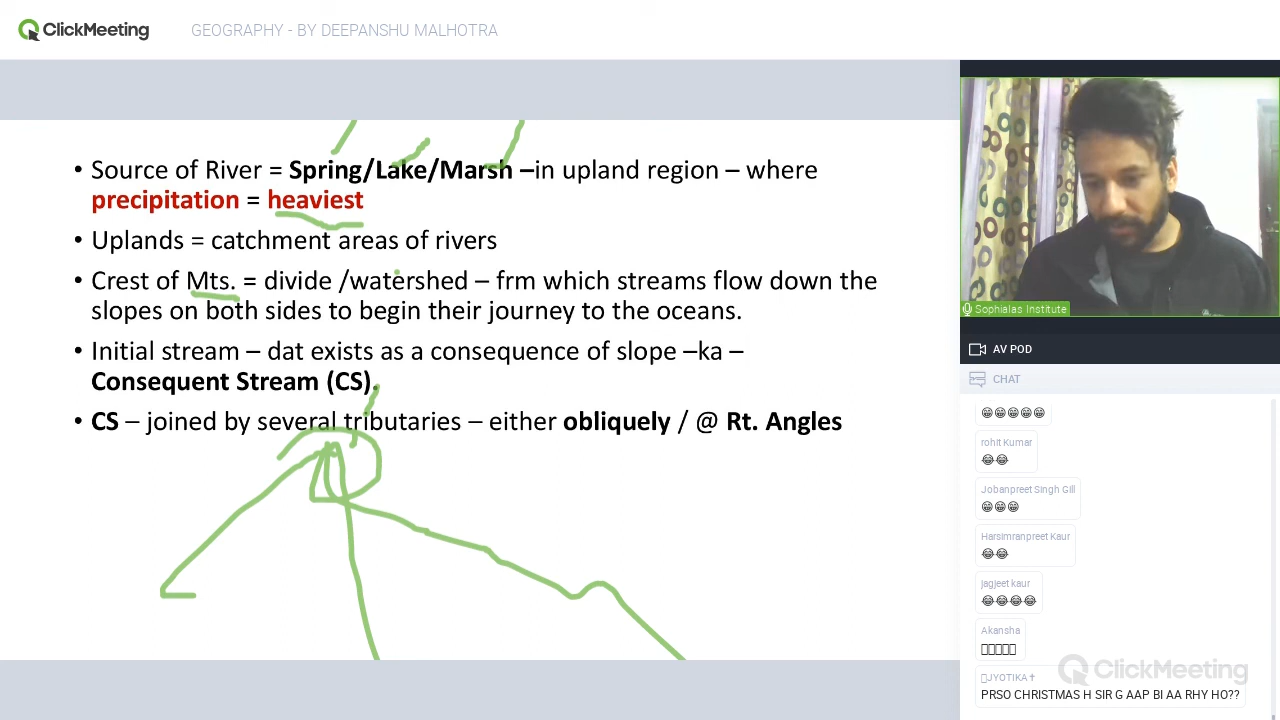 ClickMeeting
GEOGRAPHY - BY DEEPANSHU MALHOTRA
• Source of River = Spring/Lake/Marsh –in upland region – where
precipitation = heaviest
• Uplands = catchment areas of rivers
• Crest of Mts. = divide /watershed – frm which streams flow down the
slopes on both sides to begin their journey to the oceans.
• Initial stream – dat exists as a consequence of slope –ka –
Consequent Stream (CS).
• CS – joined by several tributaries – either obliquely / @ Rt. Angles
Sophialas Institute
AV POD
CHAT
😁😁😁😁😁
rohit Kumar
😂😂
Jobanpreet Singh Gill
😁😁😁
Harsimranpreet Kaur
😂😂
jagjeet kaur
😂😂😂😂
Akansha
JYOTIKA✝
PRSO CHRISTMAS H SIR G AAP BI AA RHY HO??
ClickMeeting